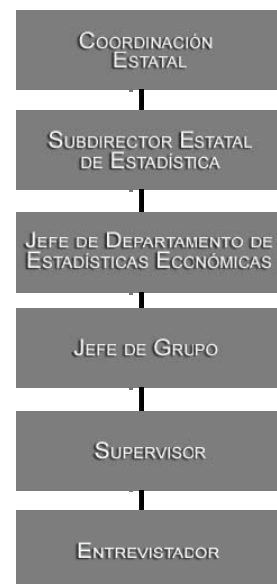 Coordinación
Estatal
Subdirector Estatal
de Estadística
Jefe de Departamento de
Estadísticas Económicas
Jefe de Grupo
Supervisor
Entrevistador